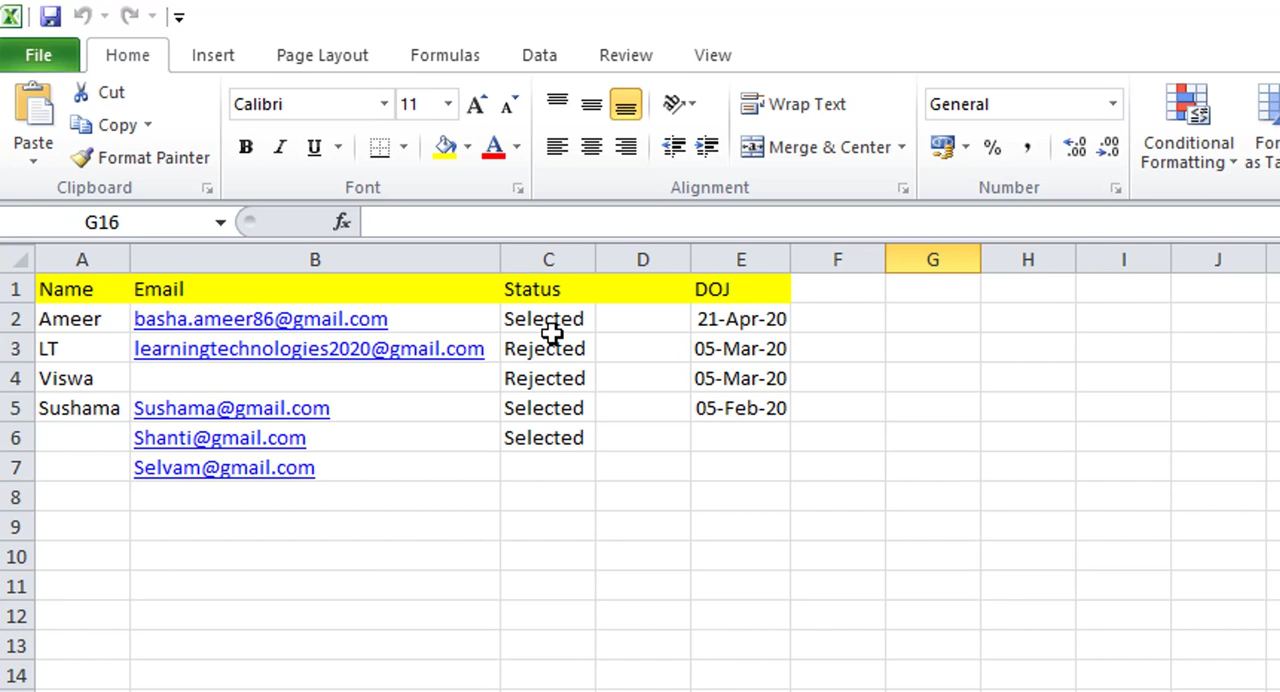 File Home Insert Page Layout Formulas Data Review View
Cut Calibri 11 A A Wrap Text General
Copy
Paste Conditional
Format Painter B I U A Merge & Center % , .00 Formatting
Clipboard Font Alignment Number
G16 fx
A B C D E F G H I J
1 Name Email Status DOJ
2 Ameer basha.ameer86@gmail.com Selected 21-Apr-20
3 LT learningtechnologies2020@gmail.com Rejected 05-Mar-20
4 Viswa Rejected 05-Mar-20
5 Sushama Sushama@gmail.com Selected 05-Feb-20
6 Shanti@gmail.com Selected
7 Selvam@gmail.com
8
9
10
11
12
13
14